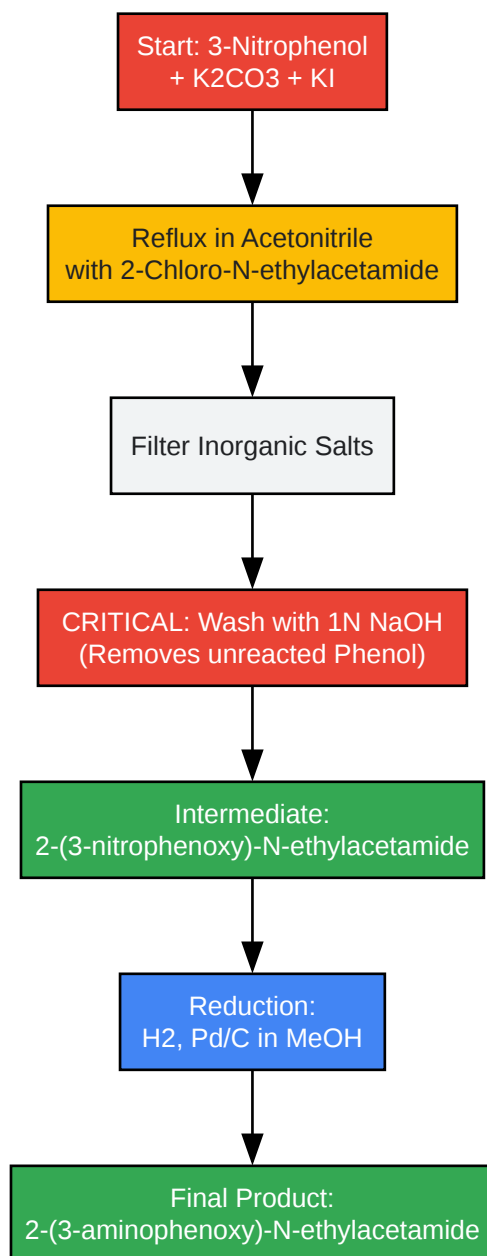 Start: 3-Nitrophenol
+ K2CO3 + KI
Reflux in Acetonitrile
with 2-Chloro-N-ethylacetamide
Filter Inorganic Salts
CRITICAL: Wash with 1N NaOH
(Removes unreacted Phenol)
Intermediate:
2-(3-nitrophenoxy)-N-ethylacetamide
Reduction:
H2, Pd/C in MeOH
Final Product:
2-(3-aminophenoxy)-N-ethylacetamide